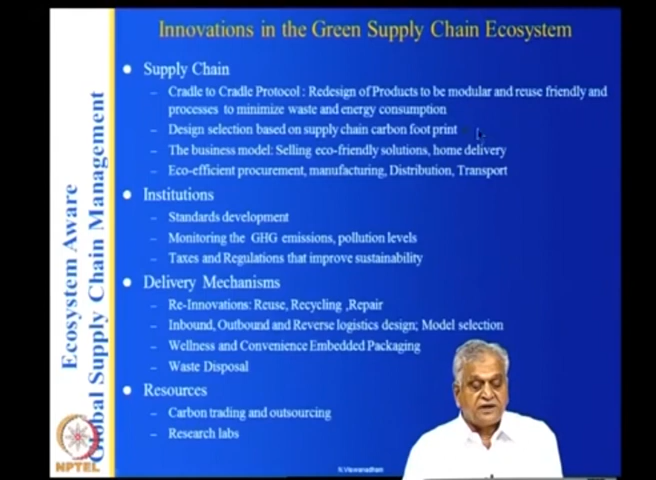 Innovations in the Green Supply Chain Ecosystem
Supply Chain
– Cradle to Cradle Protocol : Redesign of Products to be modular and reuse friendly and
processes to minimize waste and energy consumption
– Design selection based on supply chain carbon foot print
– The business model: Selling eco-friendly solutions, home delivery
– Eco-efficient procurement, manufacturing, Distribution, Transport
Institutions
– Standards development
– Monitoring the GHG emissions, pollution levels
– Taxes and Regulations that improve sustainability
Delivery Mechanisms
– Re-Innovations: Reuse, Recycling ,Repair
– Inbound, Outbound and Reverse logistics design; Model selection
– Wellness and Convenience Embedded Packaging
– Waste Disposal
Resources
– Carbon trading and outsourcing
– Research labs
Ecosystem Aware
Global Supply Chain Management
NPTEL
N.Viswanadham